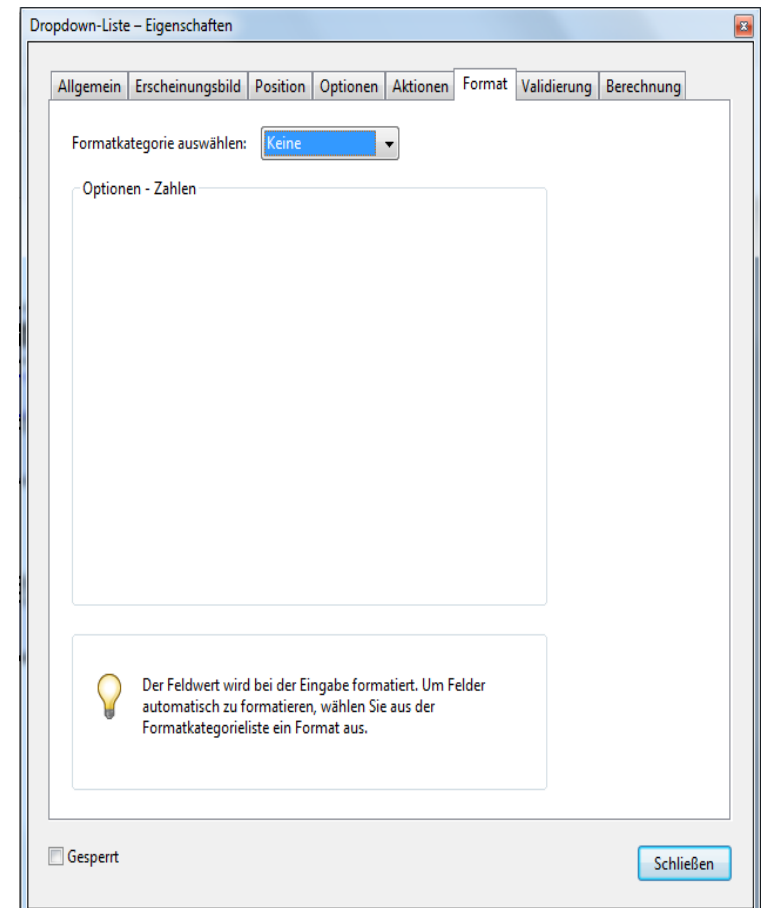 Dropdown-Liste – Eigenschaften
Allgemein Erscheinungsbild Position Optionen Aktionen Format Validierung Berechnung
Formatkategorie auswählen: Keine
Optionen - Zahlen
Der Feldwert wird bei der Eingabe formatiert. Um Felder
automatisch zu formatieren, wählen Sie aus der
Formatkategorieliste ein Format aus.
Gesperrt
Schließen